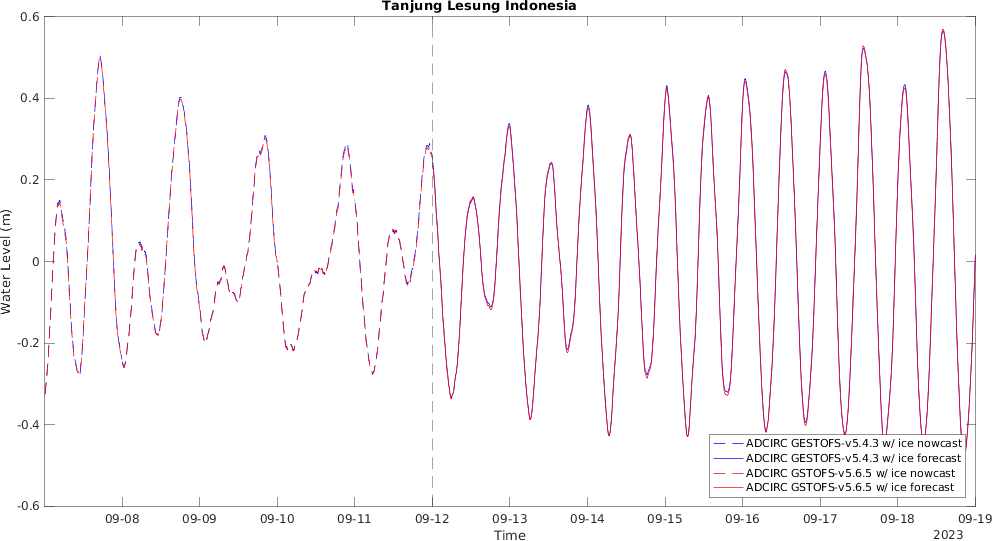 Tanjung Lesung Indonesia
0.6
0.4
0.2
0
-0.2
-0.4
-0.6
Water Level (m)
ADCIRC GESTOFS-v5.4.3 w/ ice nowcast
ADCIRC GESTOFS-v5.4.3 w/ ice forecast
ADCIRC GSTOFS-v5.6.5 w/ ice nowcast
ADCIRC GSTOFS-v5.6.5 w/ ice forecast
09-08 09-09 09-10 09-11 09-12 09-13 09-14 09-15 09-16 09-17 09-18 09-19
Time
2023